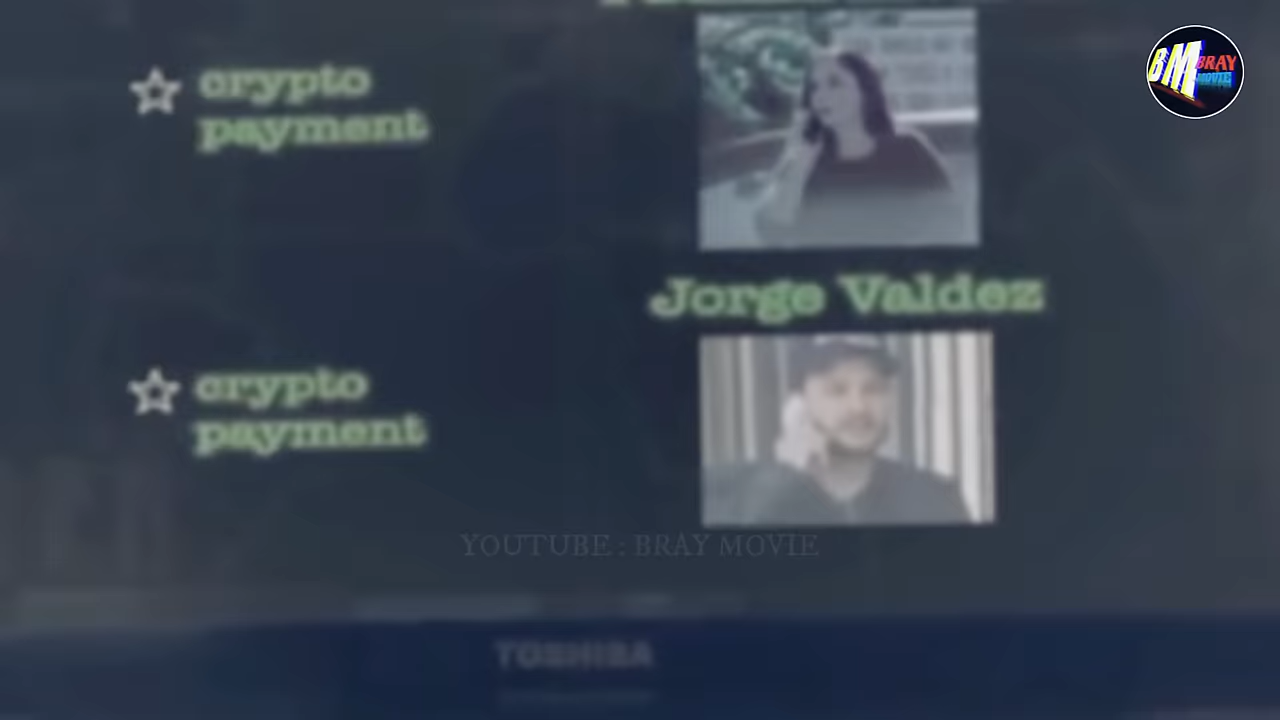 BM BRAY
MOVIE
crypto
payment
Jorge Valdez
crypto
payment
YOUTUBE : BRAY MOVIE
TOSHIBA